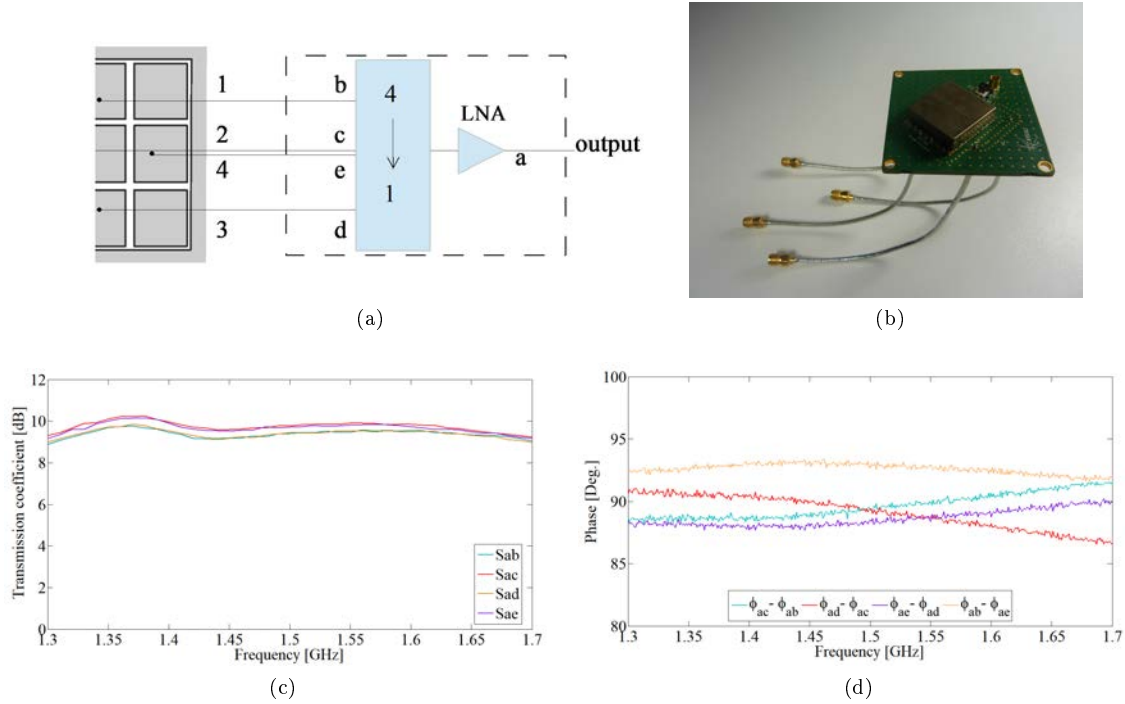 1
b
4
LNA
2
c
a
output
4
e
1
3
d
(a)
(b)
12
10
8
6
4
2
0
Transmission coefficient [dB]
Sab
Sac
Sad
Sae
1.3
1.35
1.4
1.45
1.5
1.55
1.6
1.65
1.7
Frequency [GHz]
(c)
100
95
90
85
80
Phase [Deg.]
ϕac- ϕab
ϕad- ϕac
ϕae- ϕad
ϕab- ϕae
1.3
1.35
1.4
1.45
1.5
1.55
1.6
1.65
1.7
Frequency [GHz]
(d)